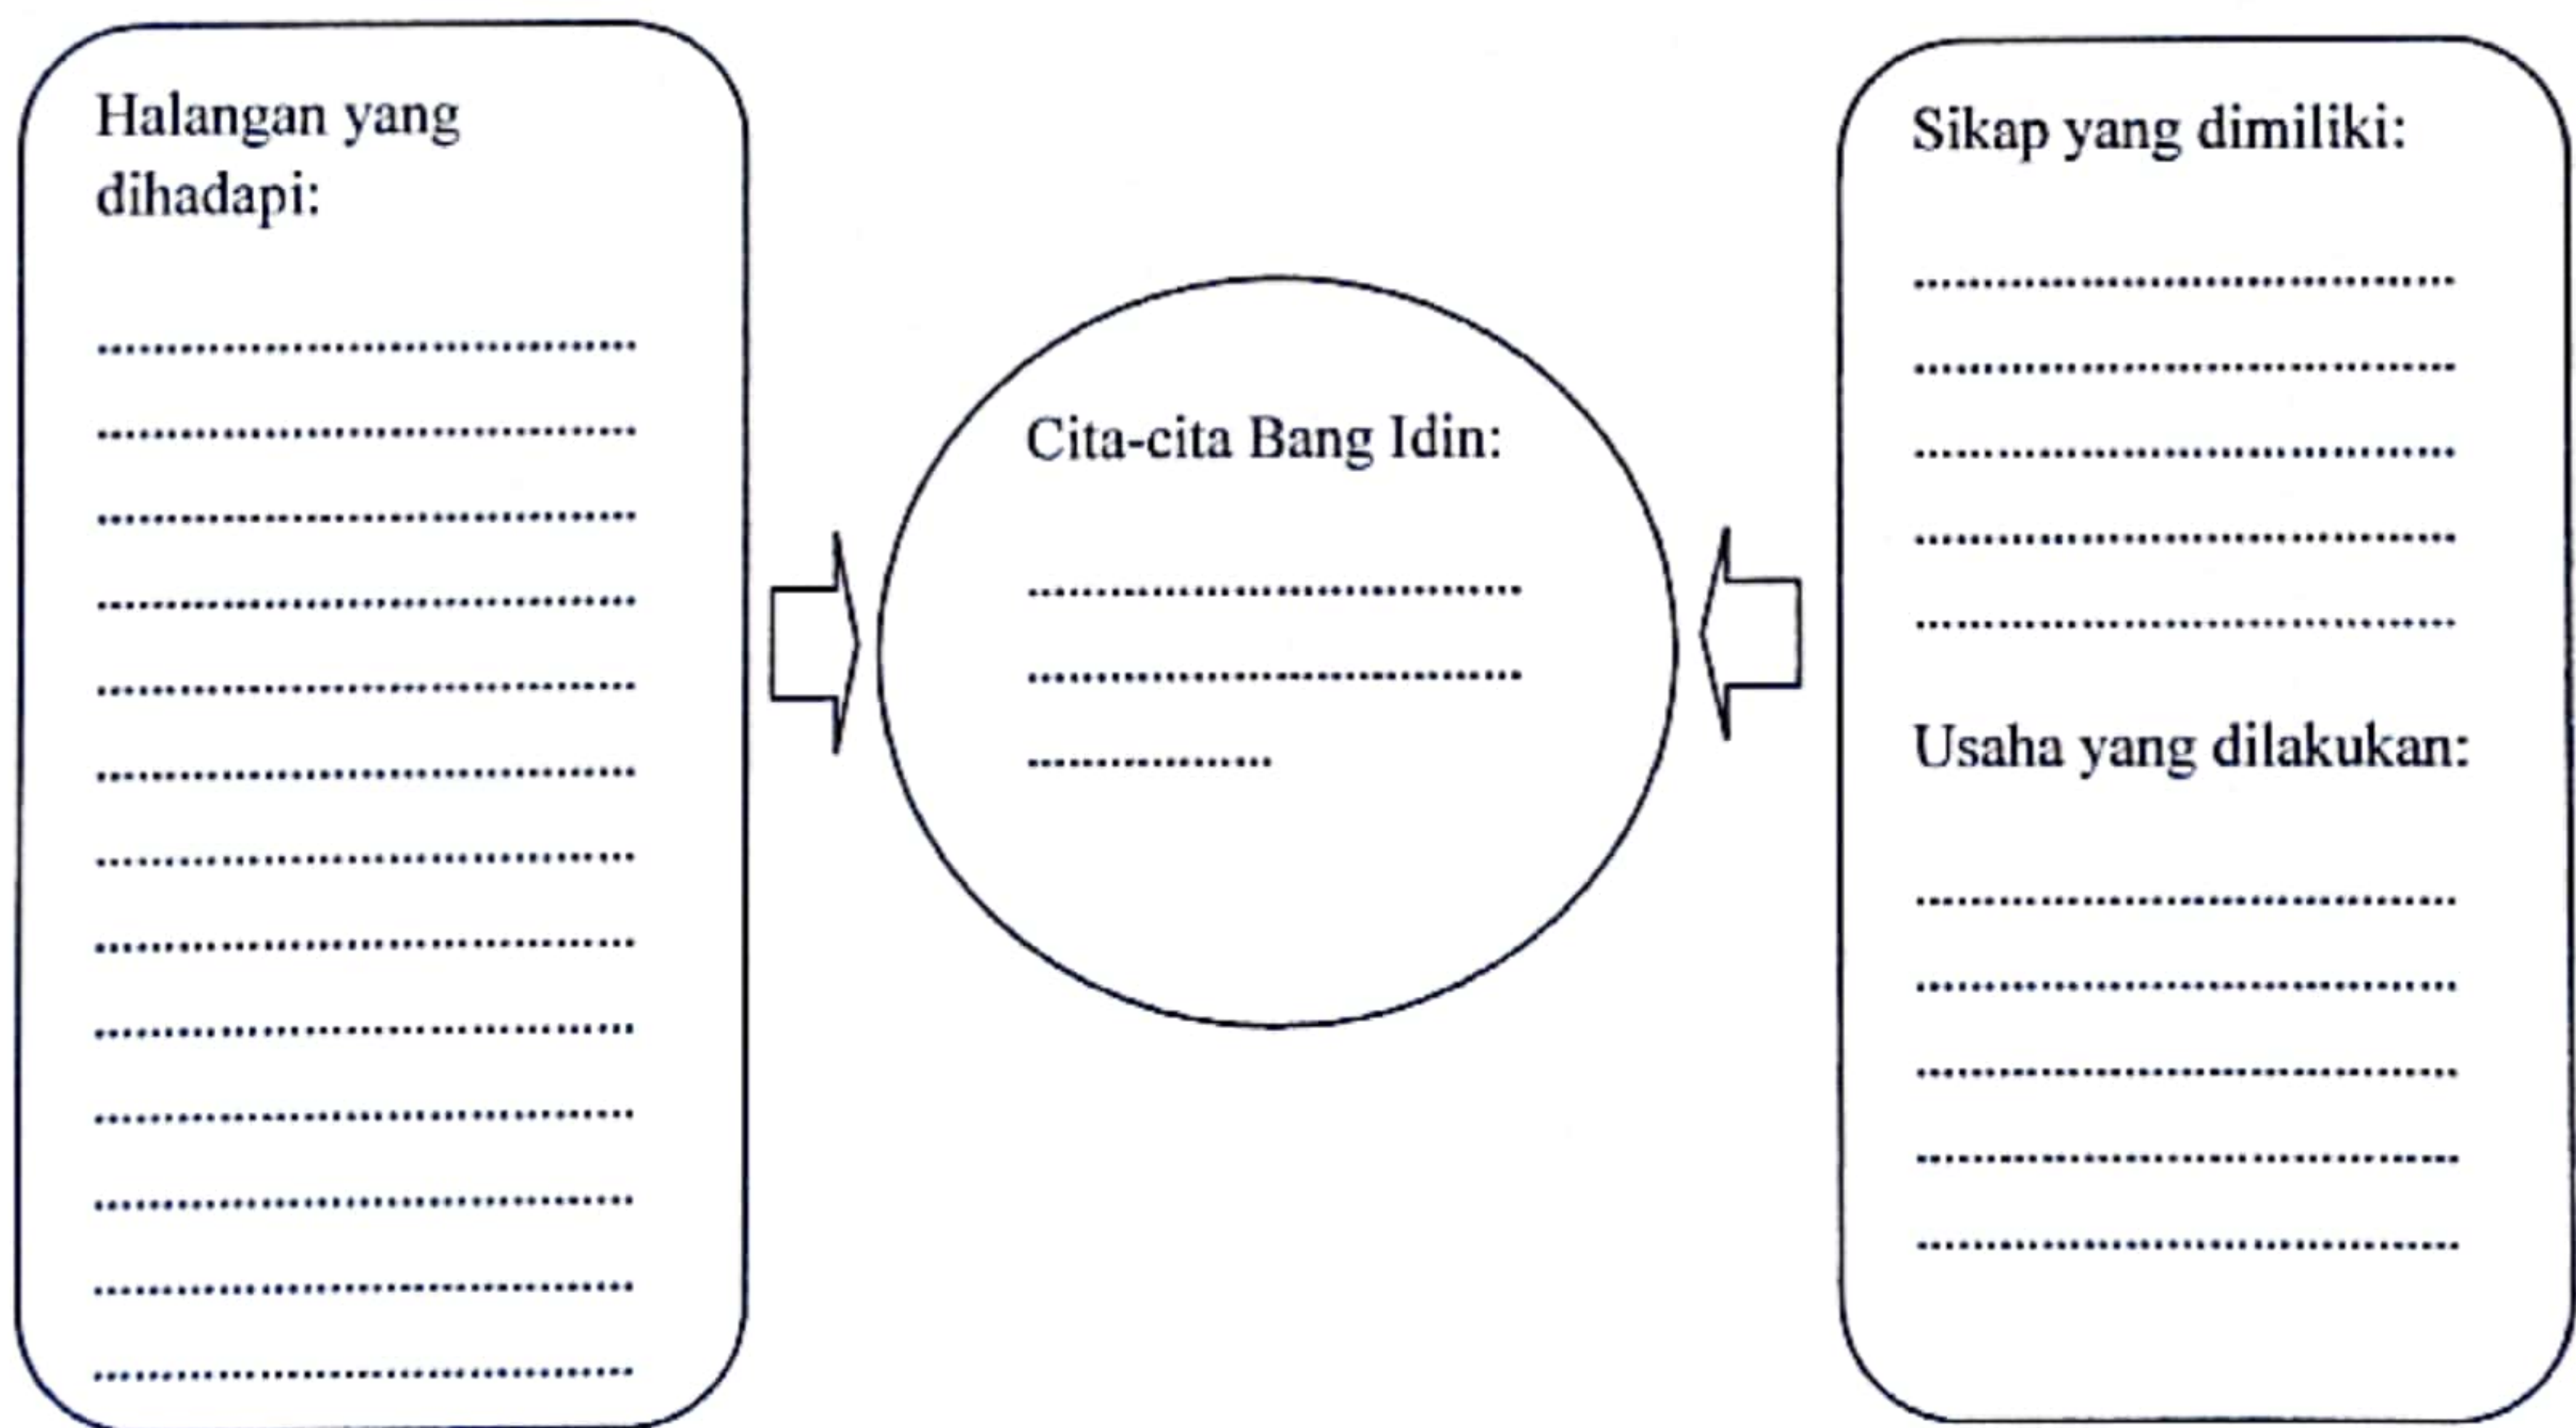 Halangan yang
dihadapi:
Cita-cita Bang Idin:
Sikap yang dimiliki:
Usaha yang dilakukan: